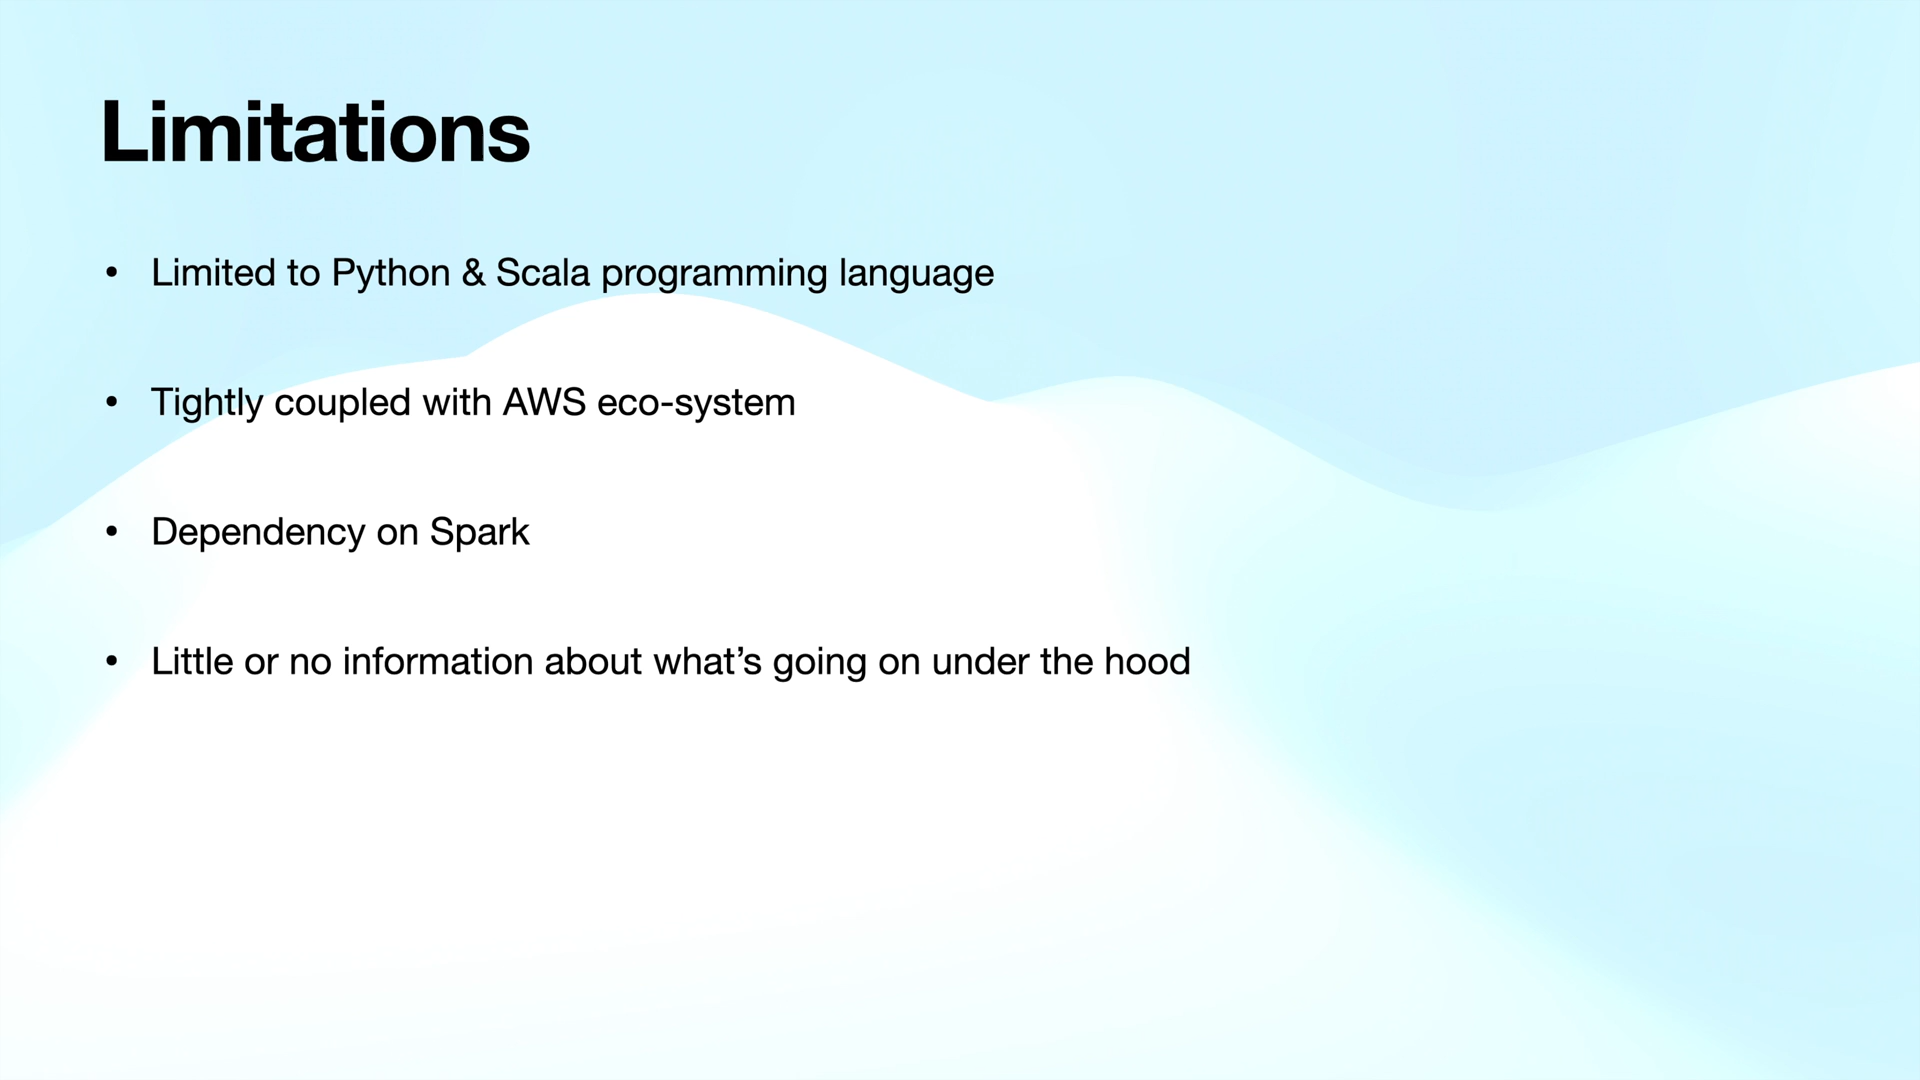 Limitations
• Limited to Python & Scala programming language
• Tightly coupled with AWS eco-system
• Dependency on Spark
• Little or no information about what’s going on under the hood